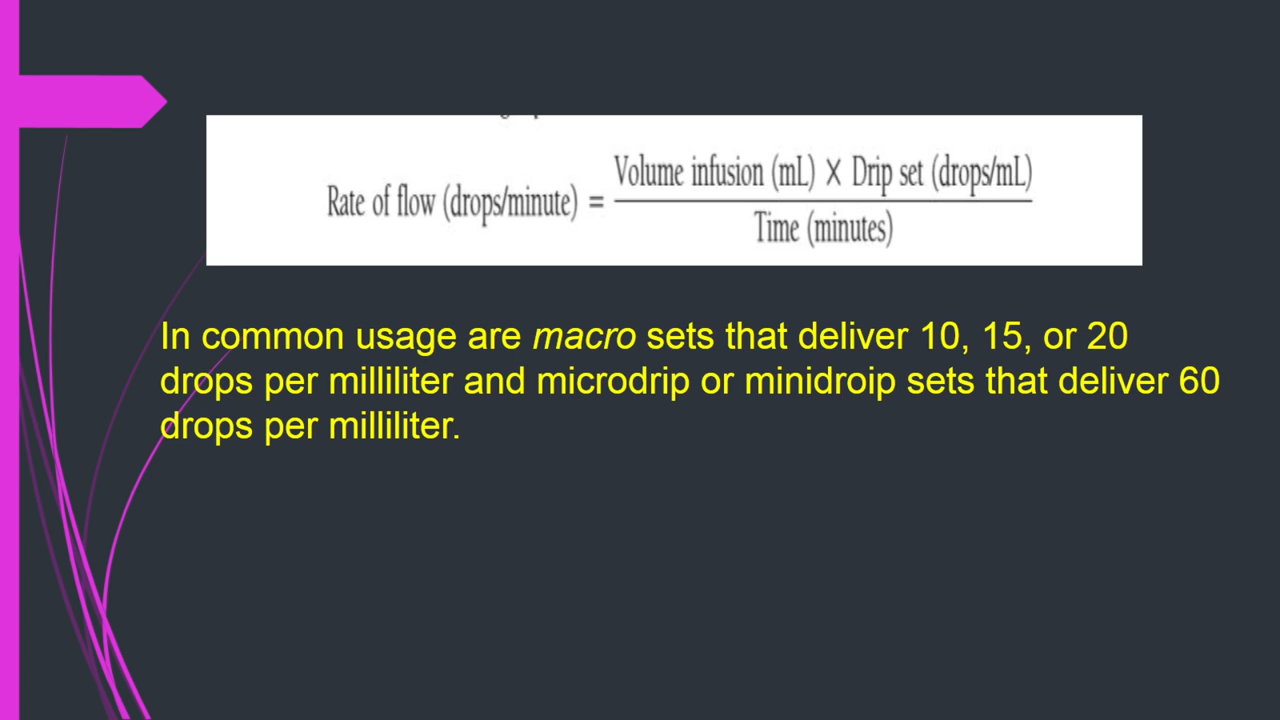 Rate of flow (drops/minute) = Volume infusion (mL) × Drip set (drops/mL)
Time (minutes)
In common usage are macro sets that deliver 10, 15, or 20
drops per milliliter and microdrip or minidroip sets that deliver 60
drops per milliliter.